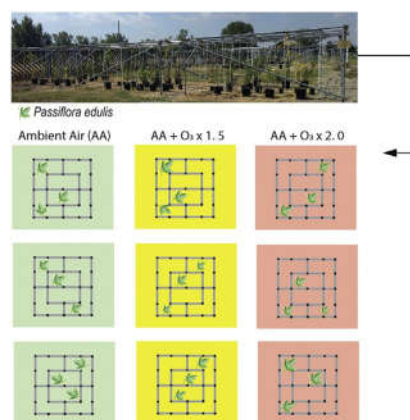 Passiflora edulis
Ambient Air (AA) AA + O₃ x 1. 5 AA + O₃ x 2. 0